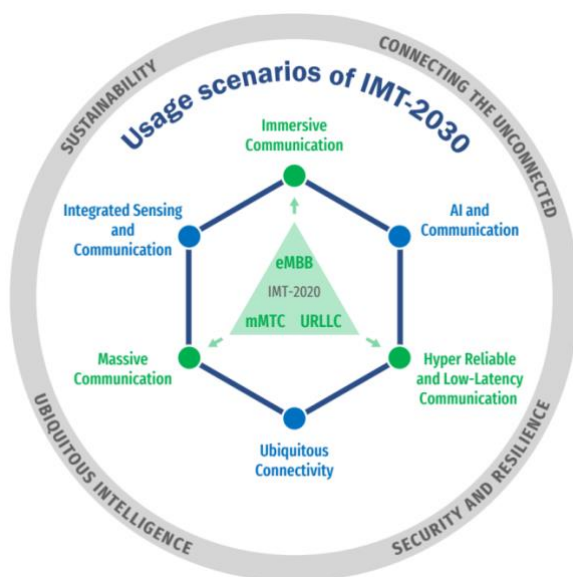 Usage scenarios of IMT-2030
SUSTAINABILITY
CONNECTING THE UNCONNECTED
Immersive
Communication
Integrated Sensing
and
Communication
AI and
Communication
eMBB
IMT-2020
mMTC URLLC
Massive
Communication
Hyper Reliable
and Low-Latency
Communication
Ubiquitous
Connectivity
UBIQUITOUS INTELLIGENCE
SECURITY AND RESILIENCE